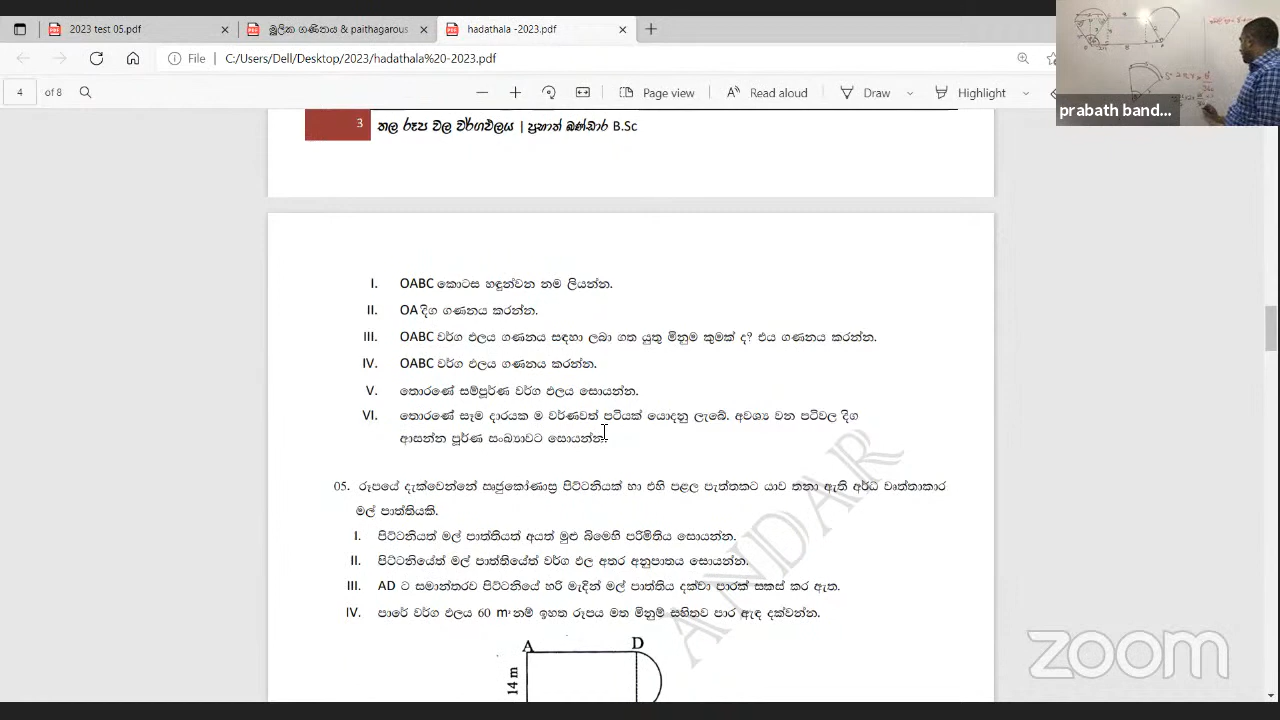 2023 test 05.pdf
මූලික ගණිතය & paithagarous
hadathala -2023.pdf
File
C:/Users/Dell/Desktop/2023/hadathala%20-2023.pdf
4 of 8
Page view
Read aloud
Draw
Highlight
prabath band...
3 තල රූප වල වර්ගඵලය | ප්‍රභාත් බණ්ඩාර B.Sc
I. OABC කොටස හඳුන්වන නම ලියන්න.
II. OA දිග ගණනය කරන්න.
III. OABC වර්ග ඵලය ගණනය සඳහා ලබා ගත යුතු මිනුම කුමක් ද? එය ගණනය කරන්න.
IV. OABC වර්ග ඵලය ගණනය කරන්න.
V. තොරණේ සම්පූර්ණ වර්ග ඵලය සොයන්න.
VI. තොරණේ සෑම දාරයක ම වර්ණවත් පටියක් යොදනු ලැබේ. අවශ්‍ය වන පටිවල දිග
ආසන්න පූර්ණ සංඛ්‍යාවට සොයන්න.
05. රූපයේ දැක්වෙන්නේ සෘජුකෝණාස්‍ර පිට්ටනියක් හා එහි පළල පැත්තකට යාව තනා ඇති අර්ධ වෘත්තාකාර
මල් පාත්තියකි.
I. පිට්ටනියත් මල් පාත්තියත් අයත් මුළු බිමෙහි පරිමිතිය සොයන්න.
II. පිට්ටනියේත් මල් පාත්තියේත් වර්ග ඵල අතර අනුපාතය සොයන්න.
III. AD ට සමාන්තරව පිට්ටනියේ හරි මැදින් මල් පාත්තිය දක්වා පාරක් සකස් කර ඇත.
IV. පාරේ වර්ග ඵලය 60 m² නම් ඉහත රූපය මත මිනුම් සහිතව පාර ඇඳ දක්වන්න.
A D
14 m
ANDAR
zoom